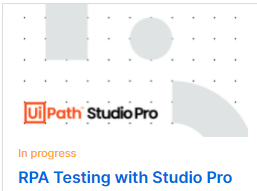 UiPath Studio Pro
In progress
RPA Testing with Studio Pro